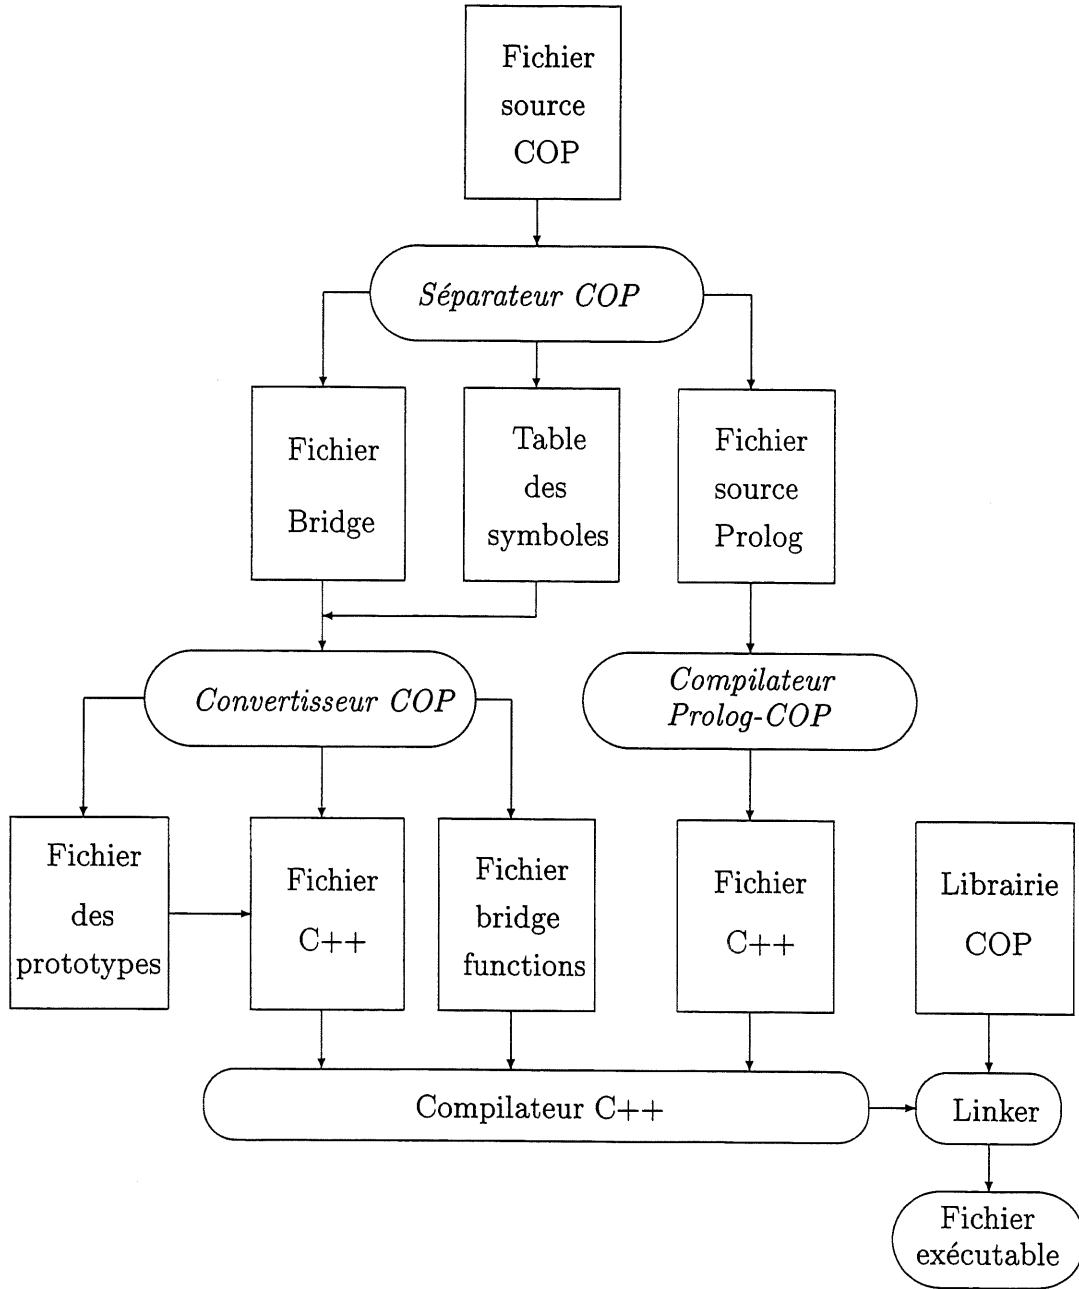 Fichier
source
COP
Séparateur COP
Fichier
Bridge
Table
des
symboles
Fichier
source
Prolog
Convertisseur COP
Compilateur
Prolog-COP
Fichier
des
prototypes
Fichier
C++
Fichier
bridge
functions
Fichier
C++
Librairie
COP
Compilateur C++
Linker
Fichier
exécutable